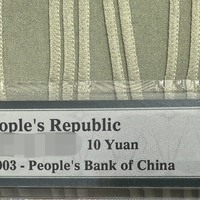 ople's Republic
10 Yuan
003 - People's Bank of China